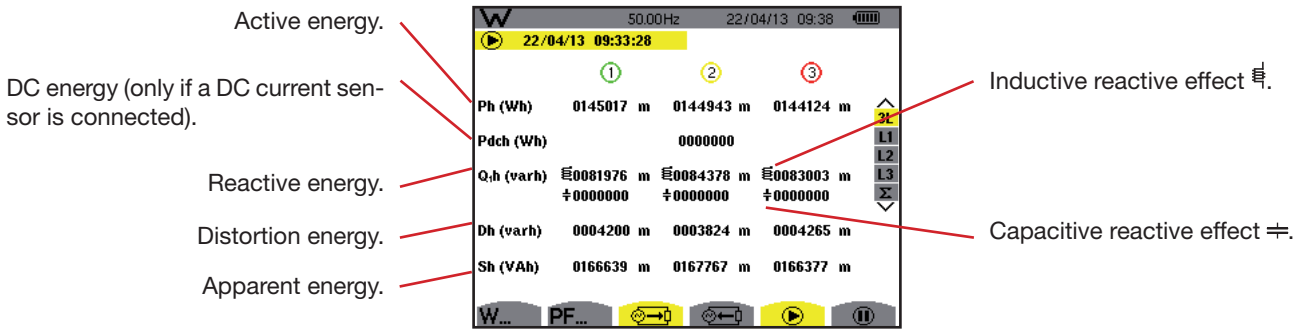 Active energy.
DC energy (only if a DC current sen-
sor is connected).
Reactive energy.
Distortion energy.
Apparent energy.
W 50.00Hz 22/04/13 09:38
22/04/13 09:33:28
1 2 3
Ph (Wh) 0145017 m 0144943 m 0144124 m
Pdch (Wh) 0000000
Q₁h (varh) 0081976 m 0084378 m 0083003 m
0000000 0000000 0000000
Dh (varh) 0004200 m 0003824 m 0004265 m
Sh (VAh) 0166639 m 0167767 m 0166377 m
3L
L1
L2
L3
Σ
W... PF...
Inductive reactive effect
Capacitive reactive effect